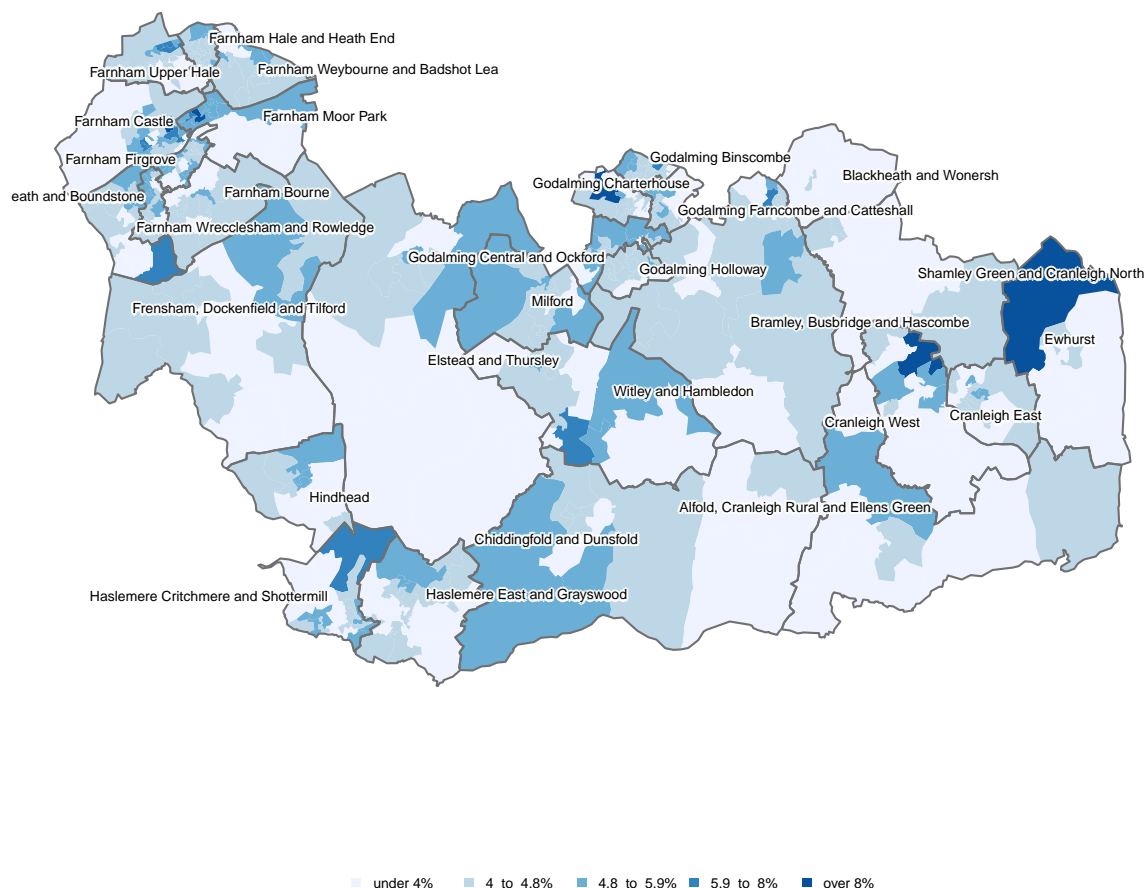 Farnham Hale and Heath End
Farnham Upper Hale
Farnham Weybourne and Badshot Lea
Farnham Castle
Farnham Moor Park
Farnham Firgrove
Godalming Binscombe
Blackheath and Wonersh
Godalming Charterhouse
eath and Boundstone
Farnham Bourne
Godalming Farncombe and Catteshall
Farnham Wrecclesham and Rowledge
Godalming Central and Ockford
Godalming Holloway
Shamley Green and Cranleigh North
Milford
Frensham, Dockenfield and Tilford
Bramley, Busbridge and Hascombe
Ewhurst
Elstead and Thursley
Witley and Hambledon
Cranleigh West
Cranleigh East
Hindhead
Alfold, Cranleigh Rural and Ellens Green
Chiddingfold and Dunsfold
Haslemere Critchmere and Shottermill
Haslemere East and Grayswood
under 4% 4 to 4.8% 4.8 to 5.9% 5.9 to 8% over 8%